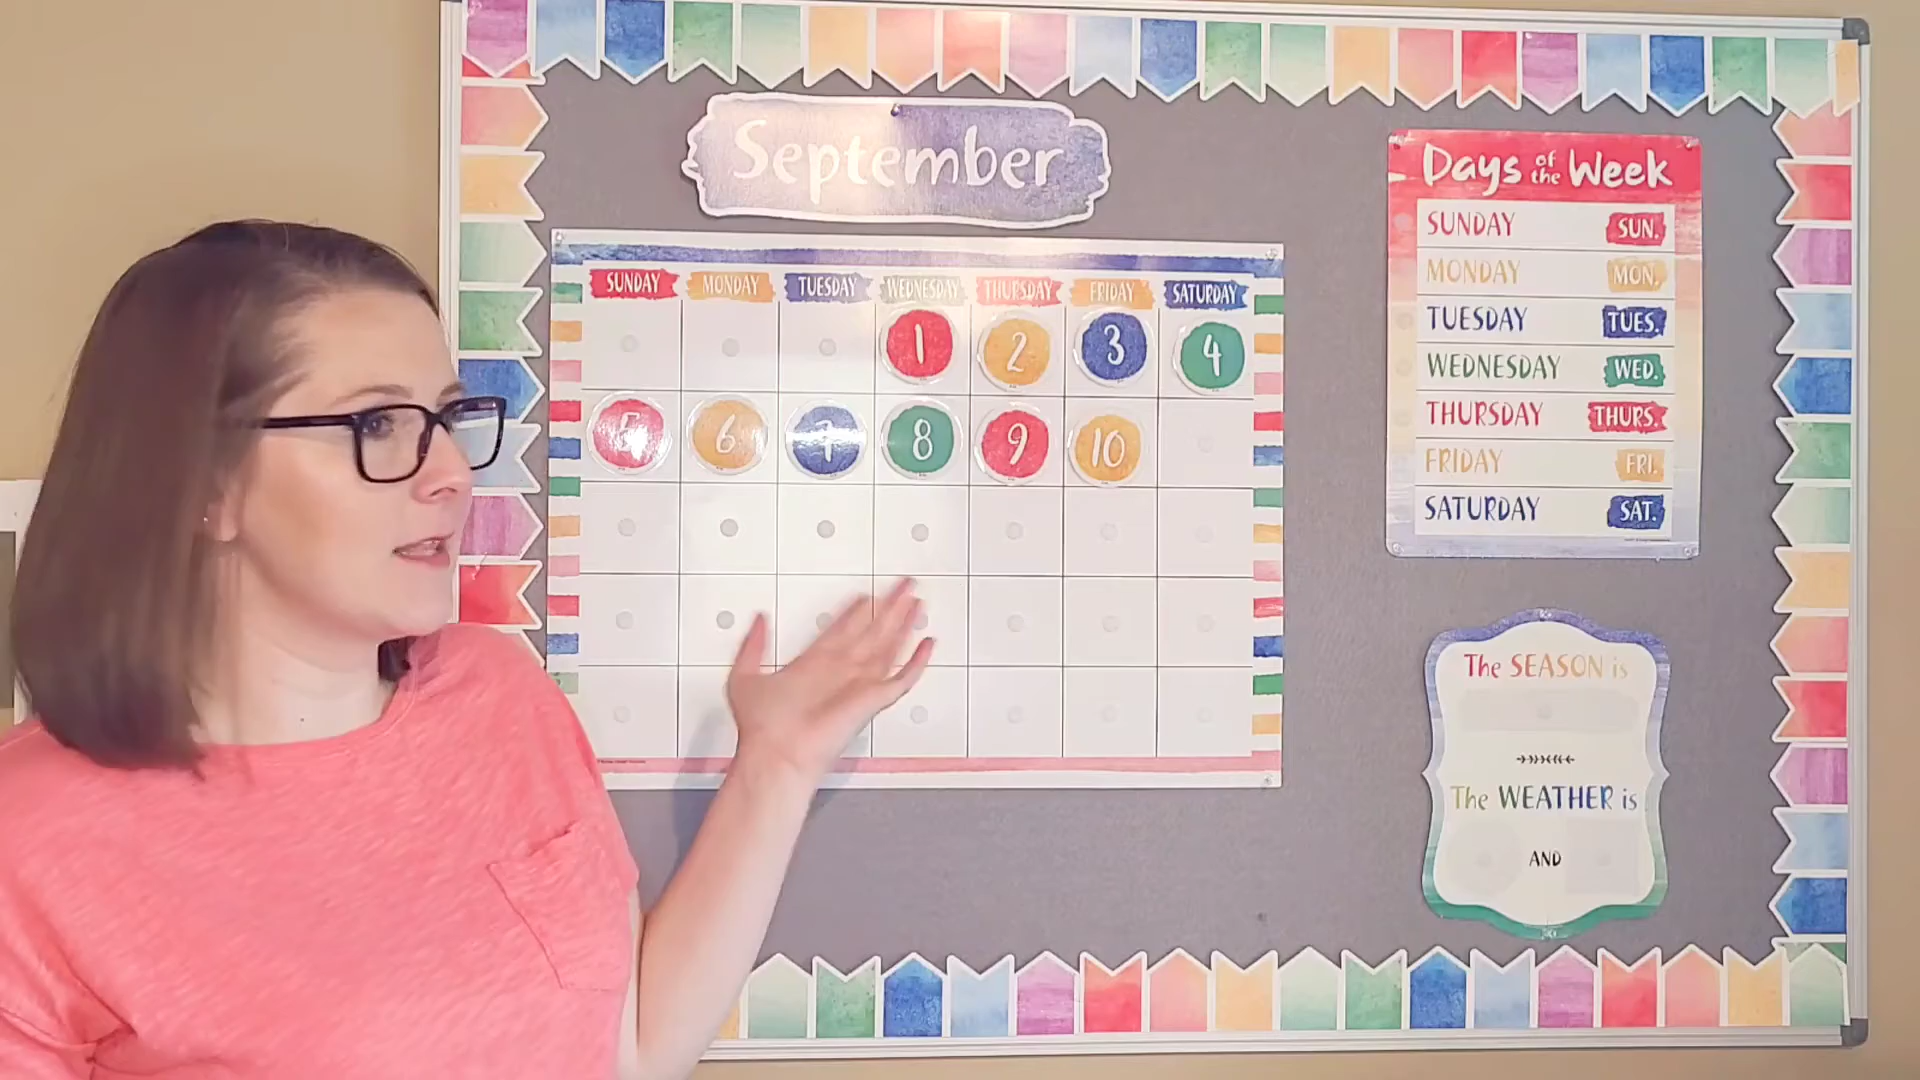 September
SUNDAY MONDAY TUESDAY WEDNESDAY THURSDAY FRIDAY SATURDAY
1 2 3 4
5 6 7 8 9 10
Days of the Week
SUNDAY SUN.
MONDAY MON.
TUESDAY TUES.
WEDNESDAY WED.
THURSDAY THURS.
FRIDAY FRI.
SATURDAY SAT.
The SEASON is
The WEATHER is
AND